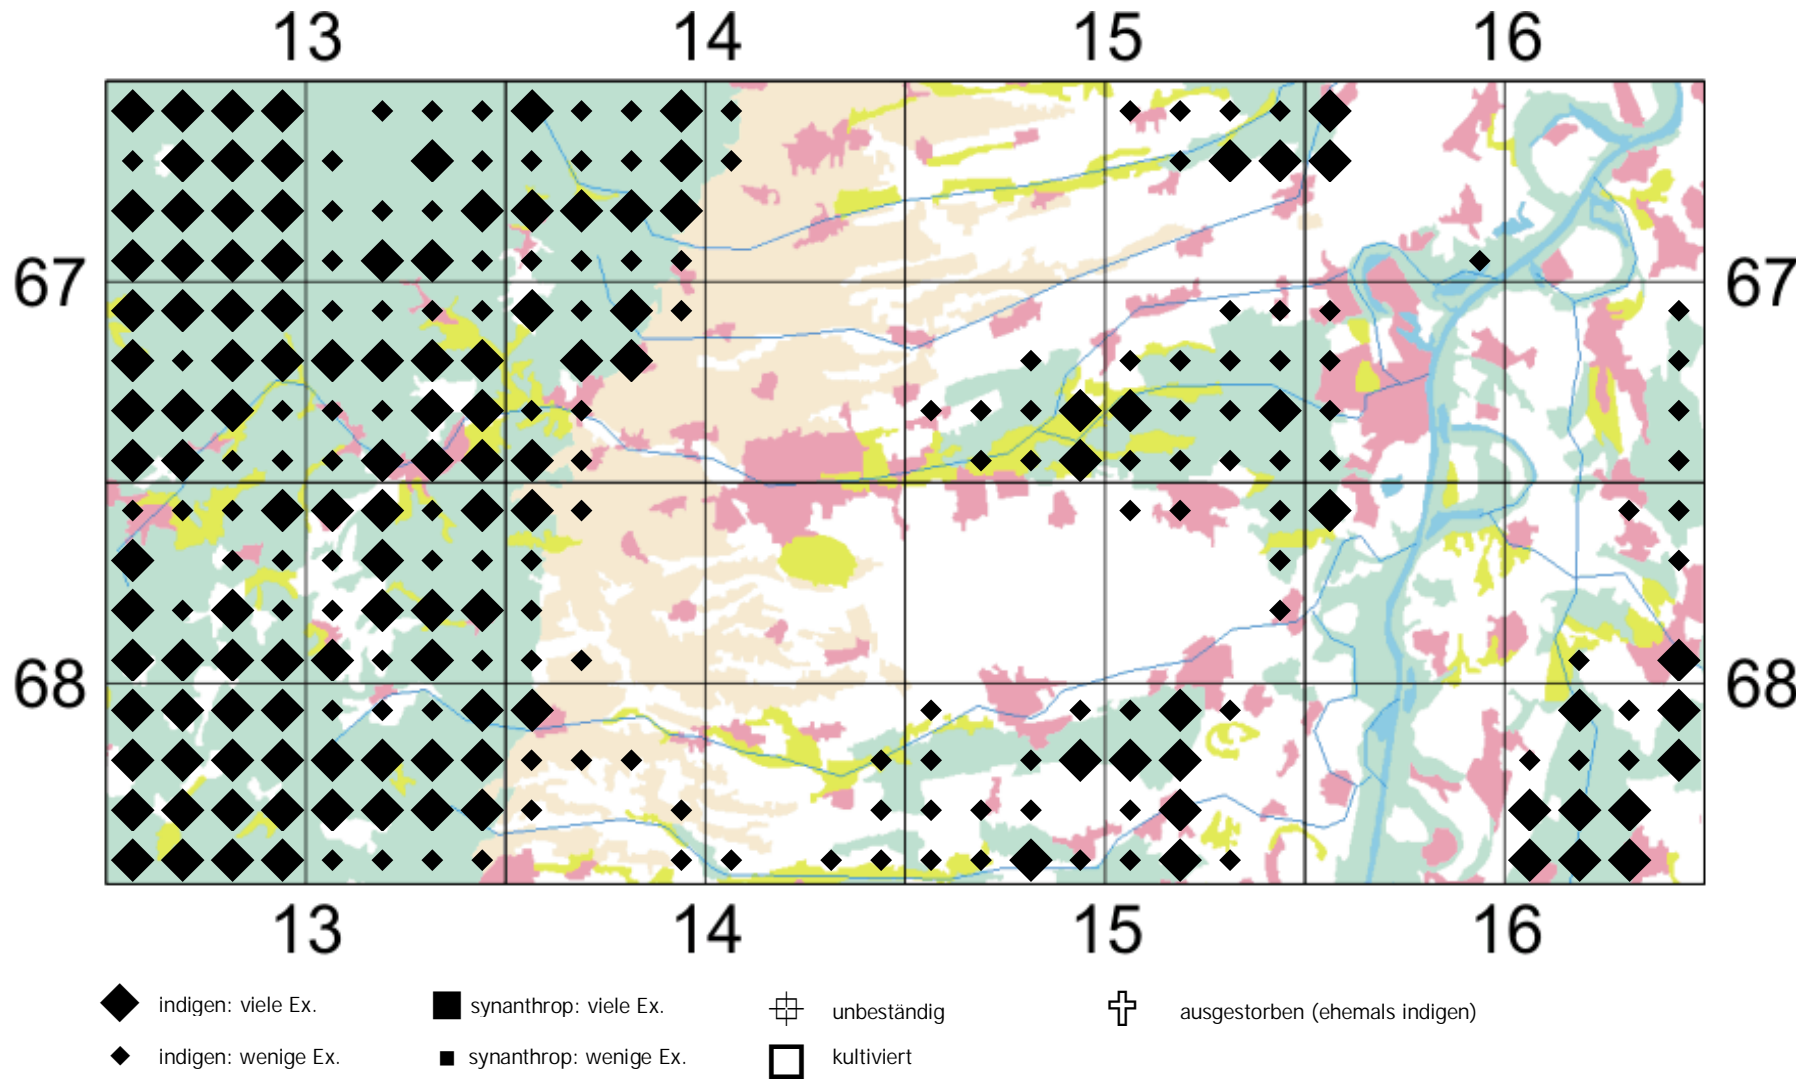 13 14 15 16
67 67
68 68
13 14 15 16
indigen: viele Ex. synanthrop: viele Ex. unbeständig ausgestorben (ehemals indigen)
indigen: wenige Ex. synanthrop: wenige Ex. kultiviert